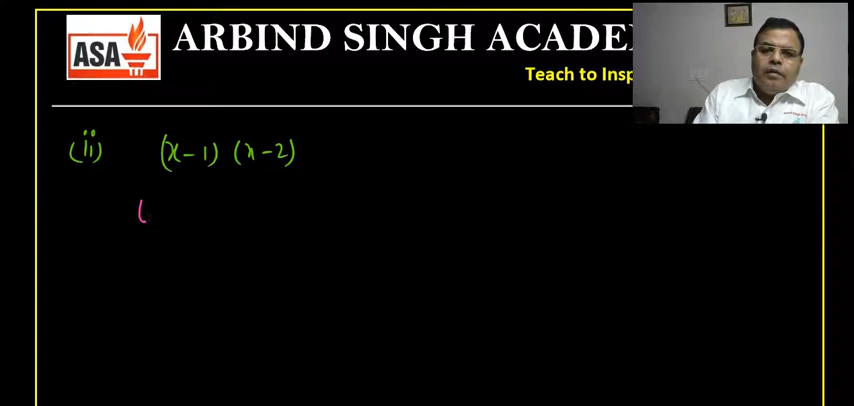 ASA ARBIND SINGH ACADE
Teach to Insp
(ii) (x-1) (x-2)
(